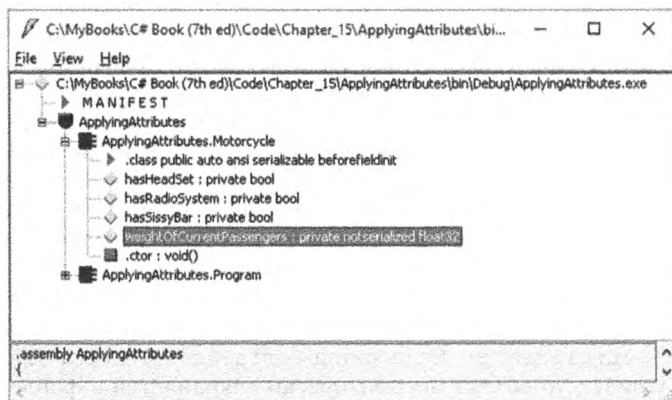 C:\MyBooks\C# Book (7th ed)\Code\Chapter_15\ApplyingAttributes\bi...
File View Help
C:\MyBooks\C# Book (7th ed)\Code\Chapter_15\ApplyingAttributes\bin\Debug\ApplyingAttributes.exe
MANIFEST
ApplyingAttributes
ApplyingAttributes.Motorcycle
.class public auto ansi serializable beforefieldinit
hasHeadSet : private bool
hasRadioSystem : private bool
hasSissyBar : private bool
weightOfCurrentPassengers : private notserialized float32
.ctor : void()
ApplyingAttributes.Program
.assembly ApplyingAttributes
{